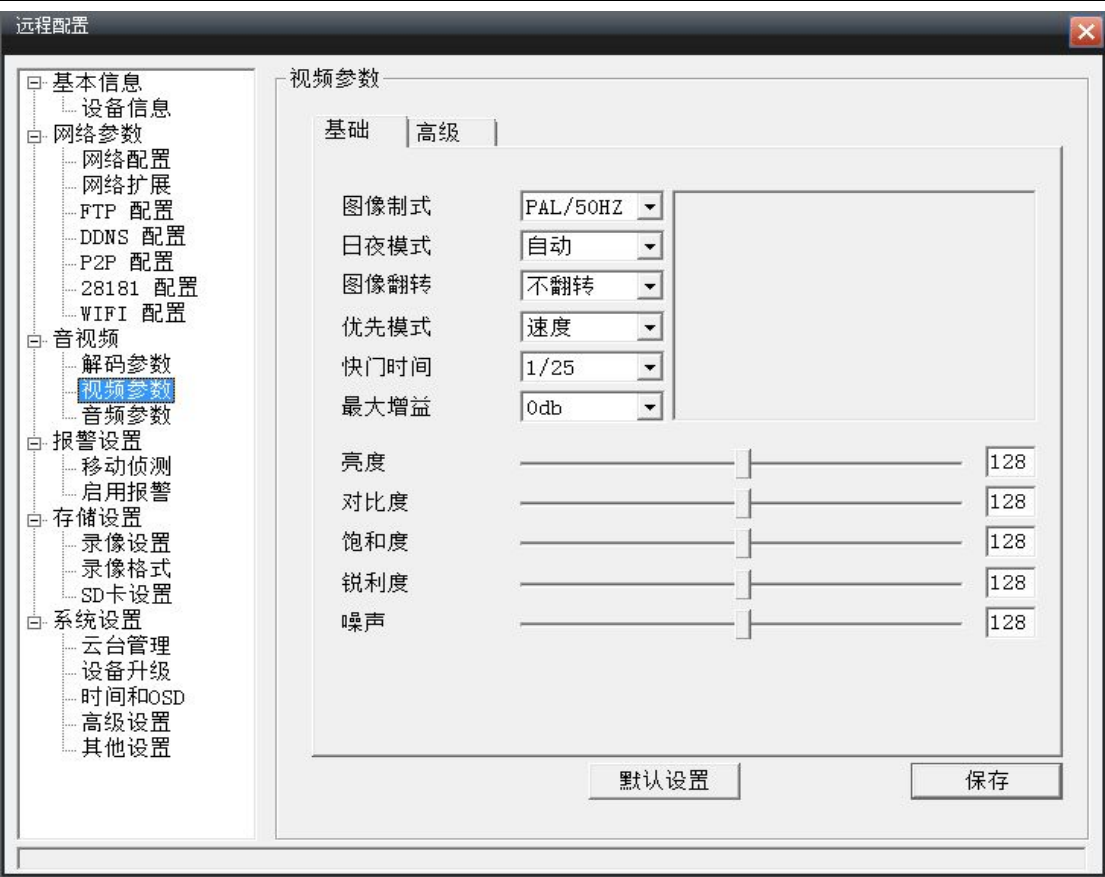 远程配置
基本信息
设备信息
网络参数
网络配置
网络扩展
FTP 配置
DDNS 配置
P2P 配置
28181 配置
WIFI 配置
音视频
解码参数
视频参数
音频参数
报警设置
移动侦测
启用报警
存储设置
录像设置
录像格式
SD卡设置
系统设置
云台管理
设备升级
时间和OSD
高级设置
其他设置
视频参数
基础 高级
图像制式 PAL/50HZ
日夜模式 自动
图像翻转 不翻转
优先模式 速度
快门时间 1/25
最大增益 0db
亮度 128
对比度 128
饱和度 128
锐利度 128
噪声 128
默认设置 保存